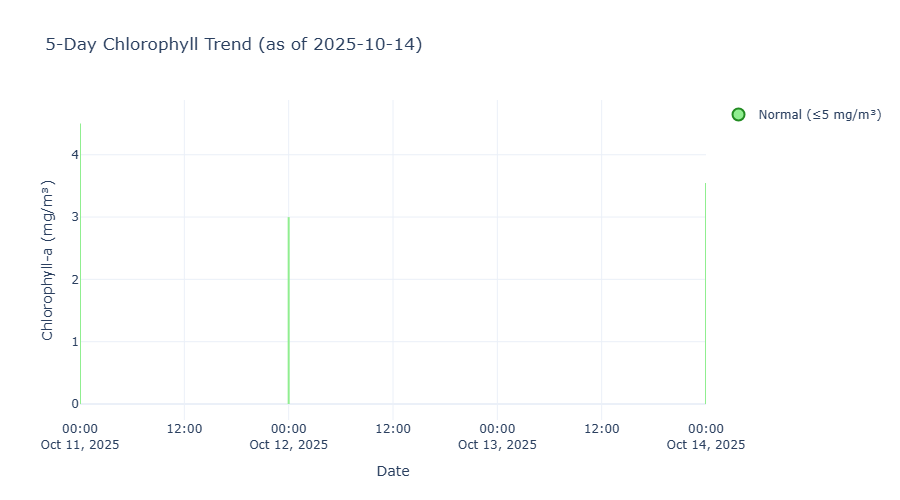 5-Day Chlorophyll Trend (as of 2025-10-14)
Normal (≤5 mg/m³)
Chlorophyll-a (mg/m³)
4
3
2
1
0
00:00 12:00 00:00 12:00 00:00 12:00 00:00
Oct 11, 2025 Oct 12, 2025 Oct 13, 2025 Oct 14, 2025
Date